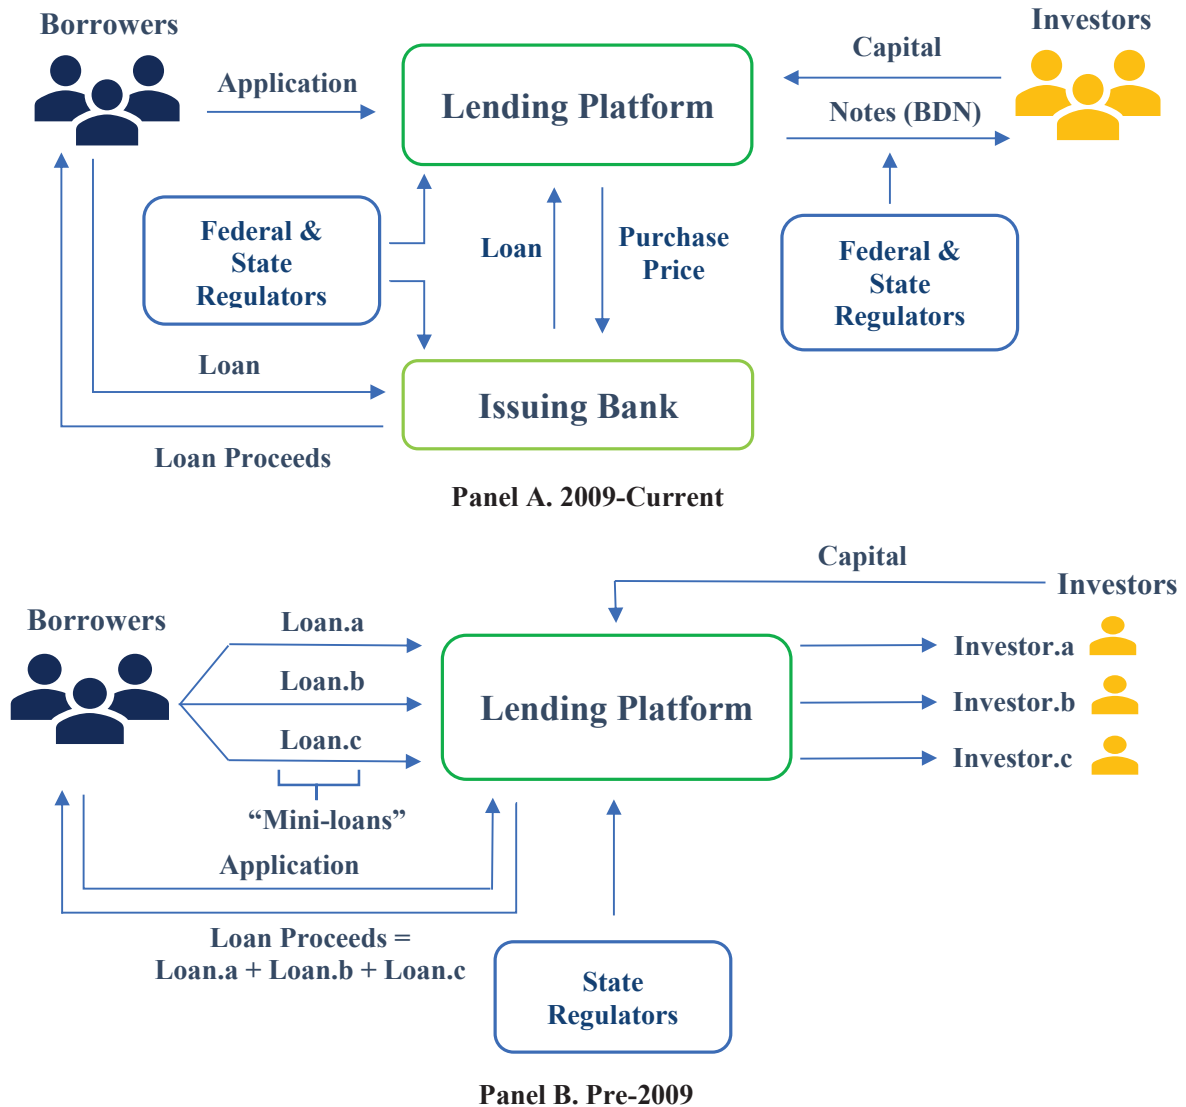 Borrowers
Investors
Application
Lending Platform
Capital
Notes (BDN)
Federal &
State
Regulators
Loan
Purchase
Price
Federal &
State
Regulators
Loan
Issuing Bank
Loan Proceeds
Panel A. 2009-Current
Capital
Investors
Borrowers
Loan.a
Loan.b
Loan.c
“Mini-loans”
Lending Platform
Investor.a
Investor.b
Investor.c
Application
Loan Proceeds =
Loan.a + Loan.b + Loan.c
State
Regulators
Panel B. Pre-2009